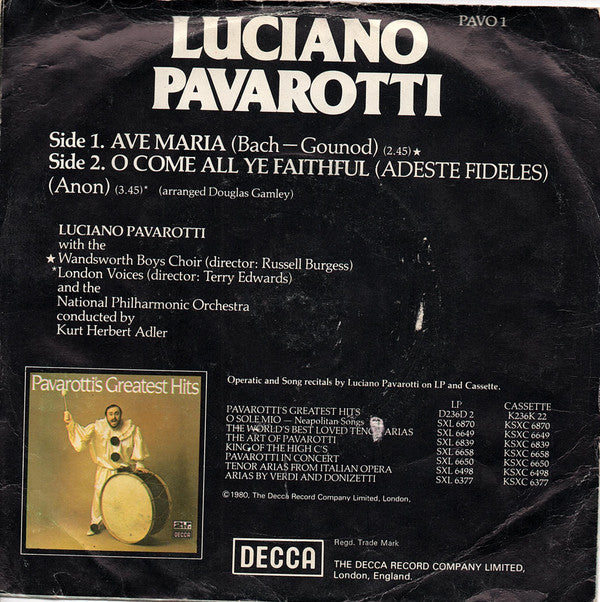 PAVO 1
LUCIANO
PAVAROTTI
Side 1. AVE MARIA (Bach—Gounod) (2.45)★
Side 2. O COME ALL YE FAITHFUL (ADESTE FIDELES)
(Anon) (3.45)* (arranged Douglas Gamley)
LUCIANO PAVAROTTI
with the
★Wandsworth Boys Choir (director: Russell Burgess)
*London Voices (director: Terry Edwards)
and the
National Philharmonic Orchestra
conducted by
Kurt Herbert Adler
Pavarotti's Greatest Hits
DECCA
Operatic and Song recitals by Luciano Pavarotti on LP and Cassette.
LP CASSETTE
PAVAROTTI'S GREATEST HITS D236D 2 K236K 22
O SOLE MIO — Neapolitan Songs SXL 6870 KSXC 6870
THE WORLD'S BEST LOVED TENOR ARIAS SXL 6649 KSXC 6649
THE ART OF PAVAROTTI SXL 6839 KSXC 6839
KING OF THE HIGH C'S SXL 6658 KSXC 6658
PAVAROTTI IN CONCERT SXL 6650 KSXC 6650
TENOR ARIAS FROM ITALIAN OPERA SXL 6498 KSXC 6498
ARIAS BY VERDI AND DONIZETTI SXL 6377 KSXC 6377
©1980, The Decca Record Company Limited, London.
DECCA
Regd. Trade Mark
THE DECCA RECORD COMPANY LIMITED,
London, England.